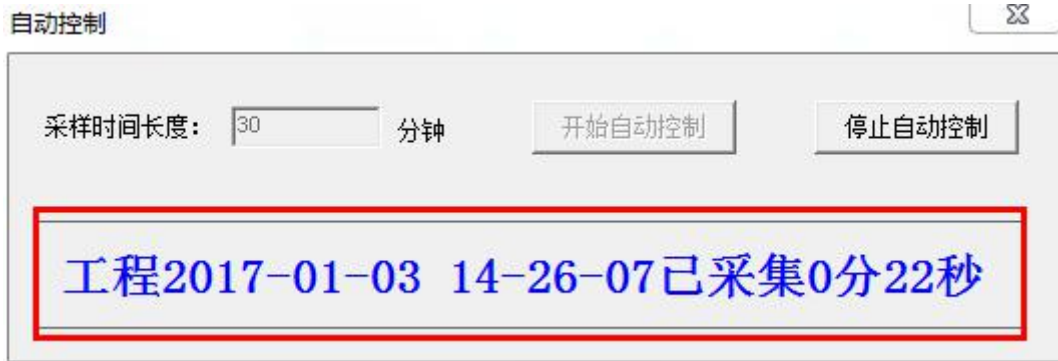 自动控制
采样时间长度： 30 分钟 开始自动控制 停止自动控制
工程2017-01-03 14-26-07已采集0分22秒